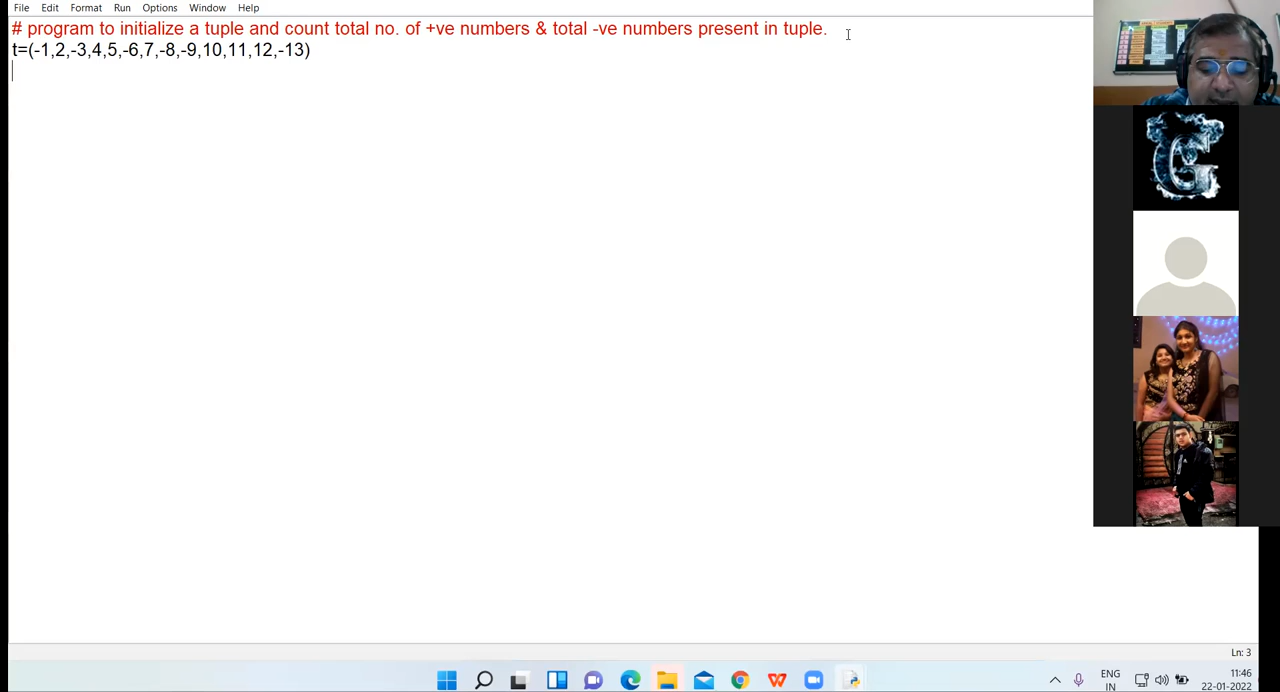 File Edit Format Run Options Window Help
# program to initialize a tuple and count total no. of +ve numbers & total -ve numbers present in tuple.
t=(-1,2,-3,4,5,-6,7,-8,-9,10,11,12,-13)
G
Ln: 3
W
ENG
IN
11:46
22-01-2022